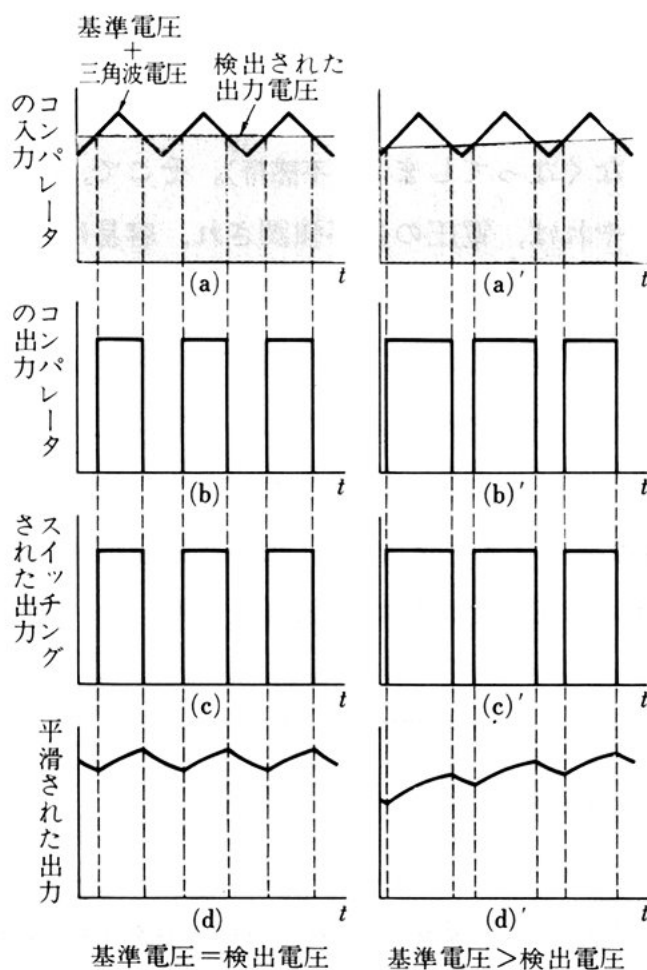 基準電圧
+
三角波電圧
検出された
出力電圧
コンパレータ
の入力
(a)
t
(a)′
t
コンパレータ
の出力
(b)
t
(b)′
t
スイッチング
された出力
(c)
t
(c)′
t
平滑された出力
(d)
t
(d)′
t
基準電圧=検出電圧
基準電圧>検出電圧